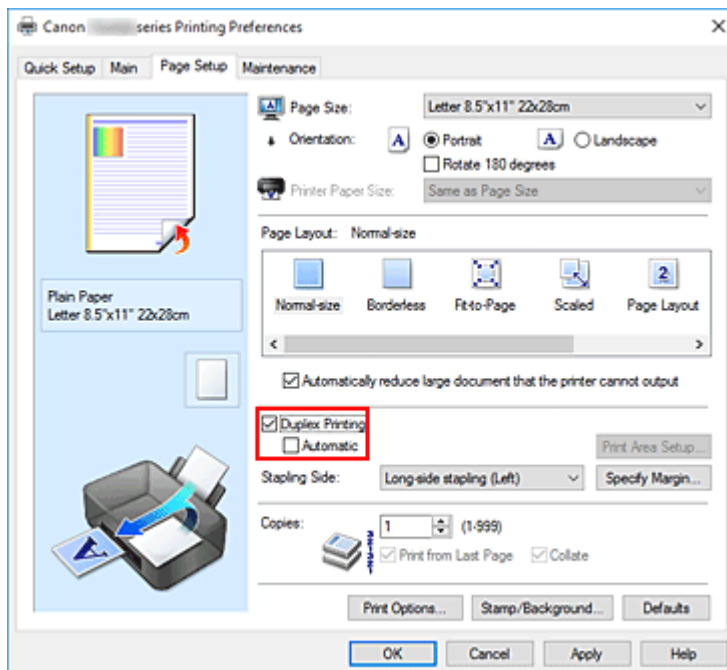 Canon series Printing Preferences
Quick Setup Main Page Setup Maintenance
Page Size: Letter 8.5"x11" 22x28cm
Orientation: A Portrait A Landscape
Rotate 180 degrees
Printer Paper Size: Same as Page Size
Page Layout: Normal-size
2
Normal-size Borderless Fit-to-Page Scaled Page Layout
Plain Paper
Letter 8.5"x11" 22x28cm
Automatically reduce large document that the printer cannot output
Duplex Printing
Automatic
Print Area Setup...
Stapling Side: Long-side stapling (Left) Specify Margin...
Copies: 1 (1-999)
Print from Last Page Collate
A
Print Options... Stamp/Background... Defaults
OK Cancel Apply Help